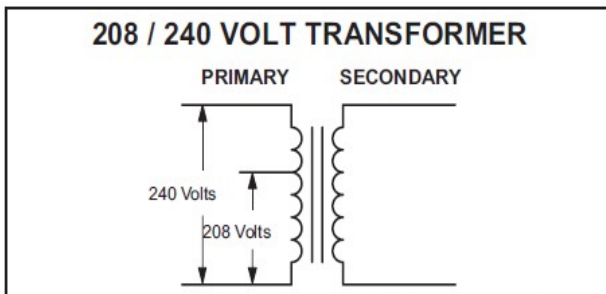 208 / 240 VOLT TRANSFORMER
PRIMARY SECONDARY
240 Volts
208 Volts